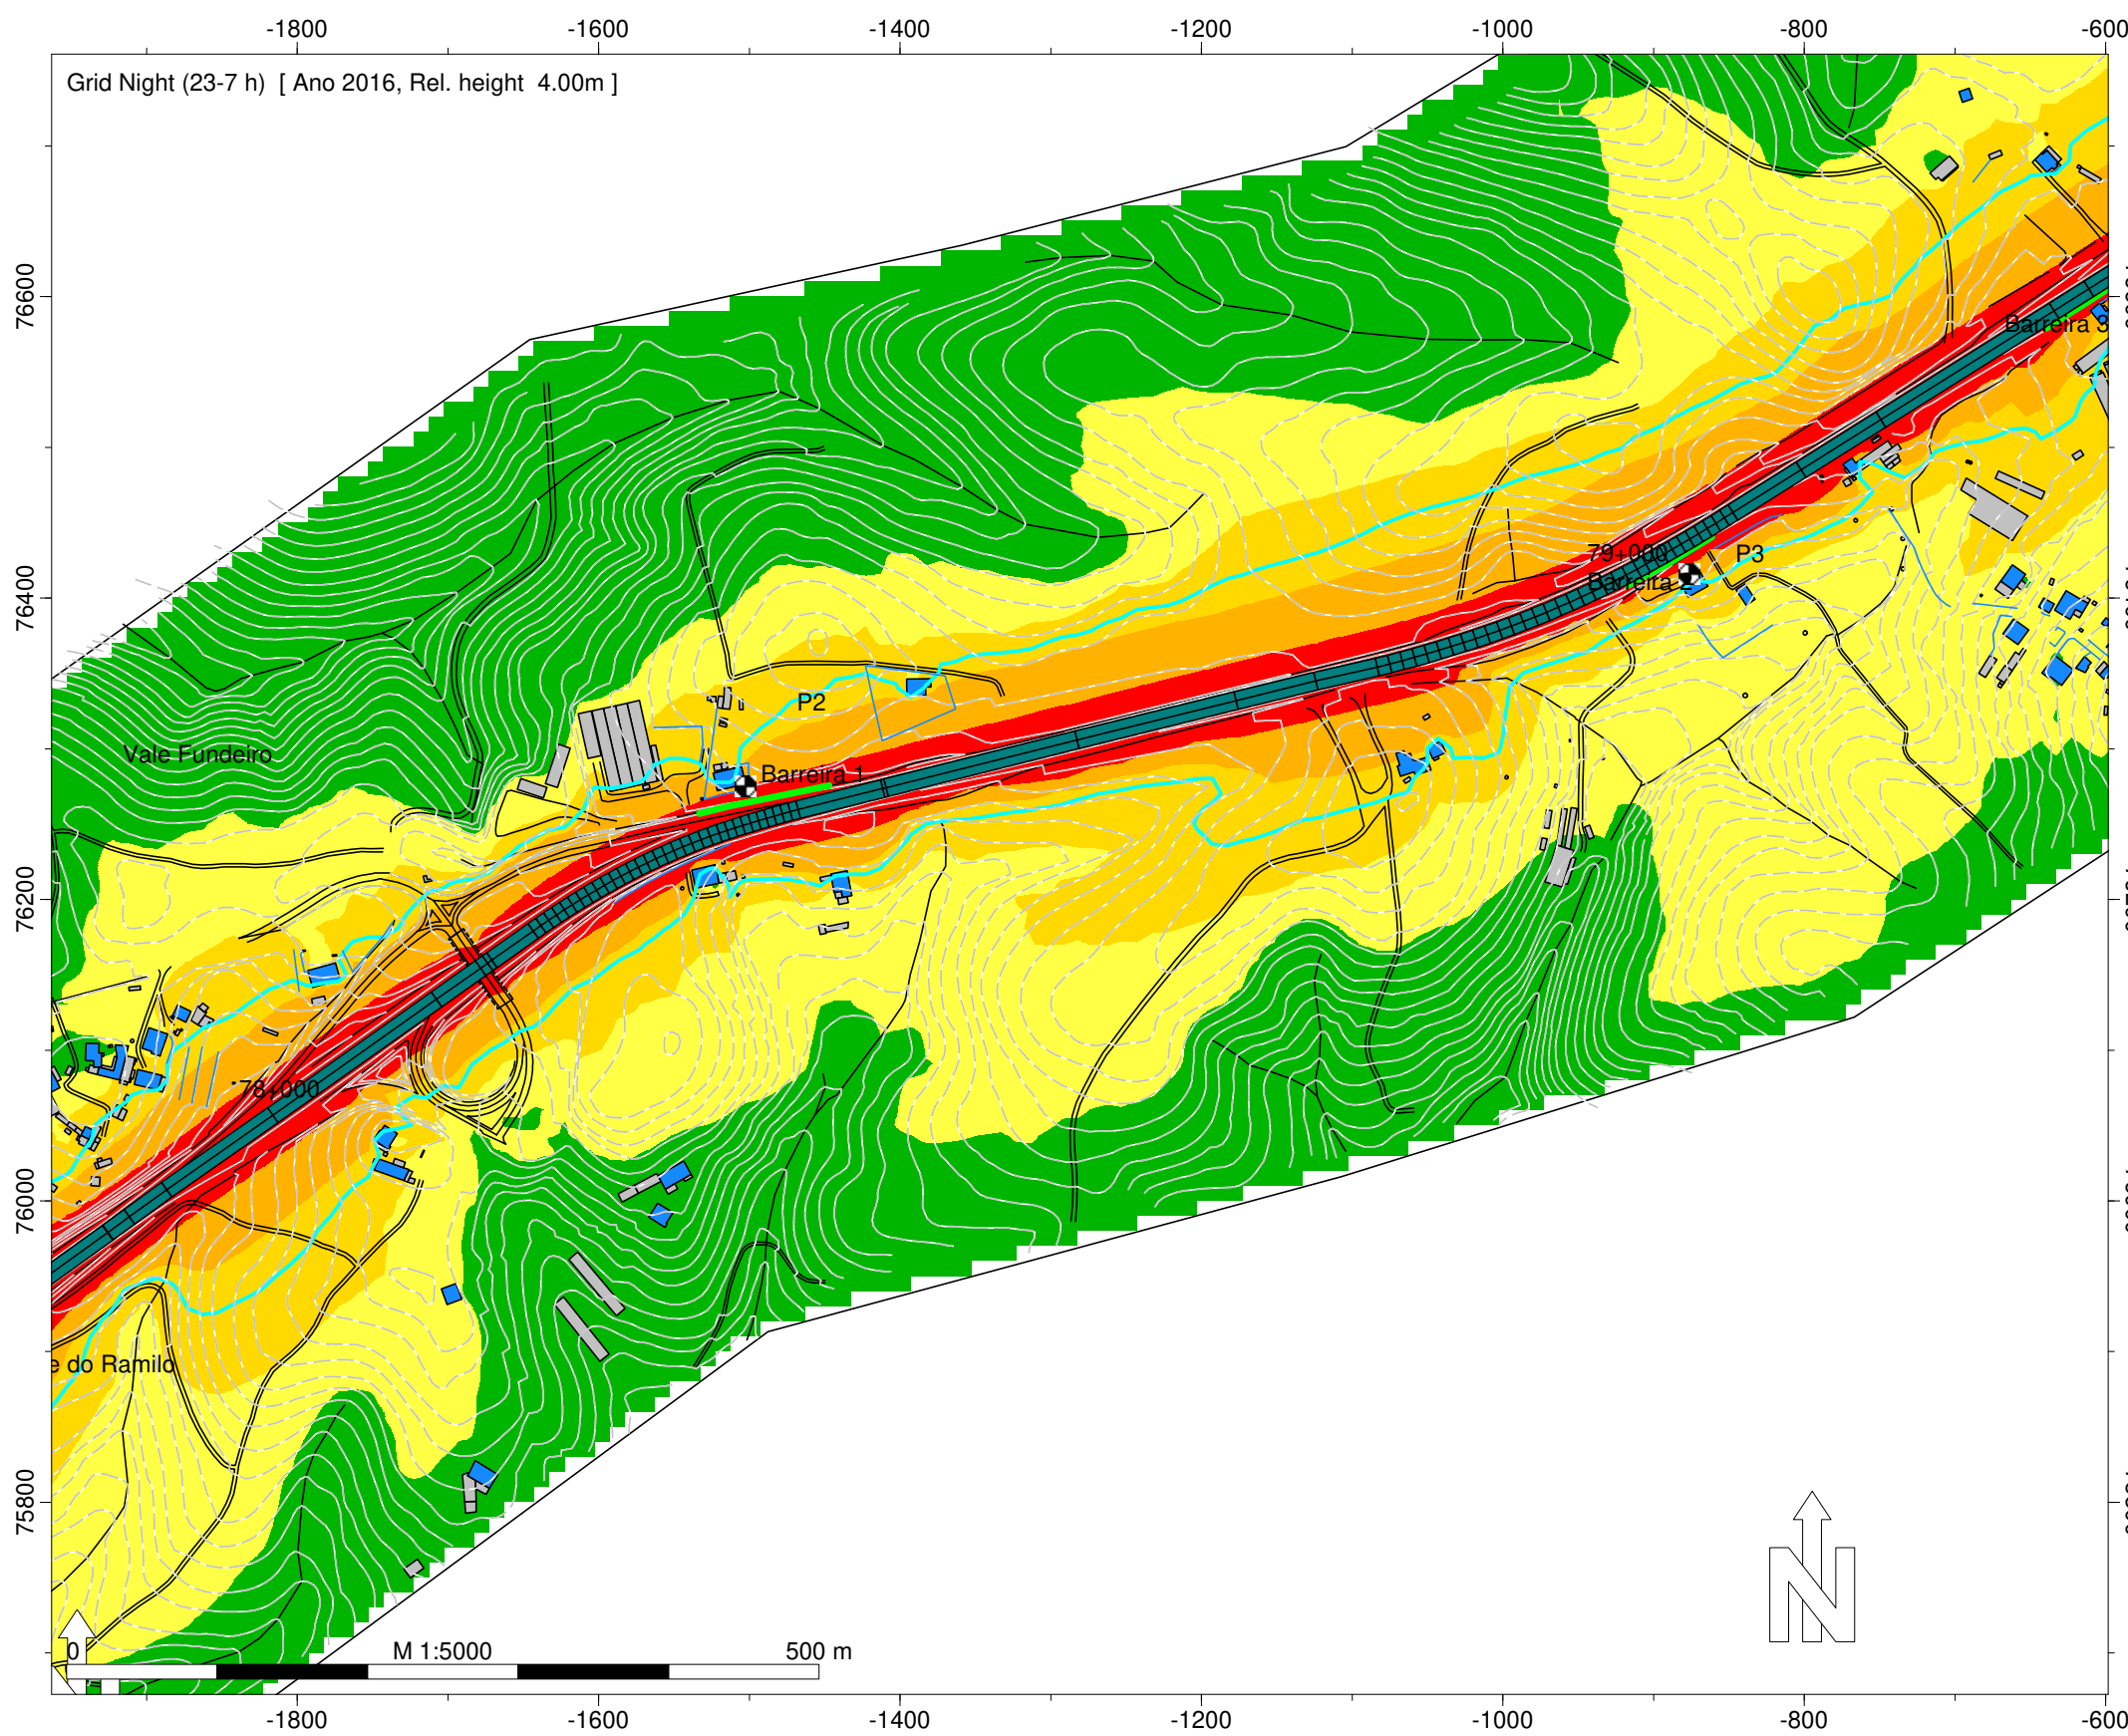 -1800 -1600 -1400 -1200 -1000 -800 -600
Grid Night (23-7 h) [ Ano 2016, Rel. height 4.00m ]
76600
Barreira 3
79+000
P3
Barreira 2
76400
P2
Vale Fundeiro
Barreira 1
76200
78+000
76000
e do Ramilo
75800
N
0 M 1:5000 500 m
-1800 -1600 -1400 -1200 -1000 -800 -600